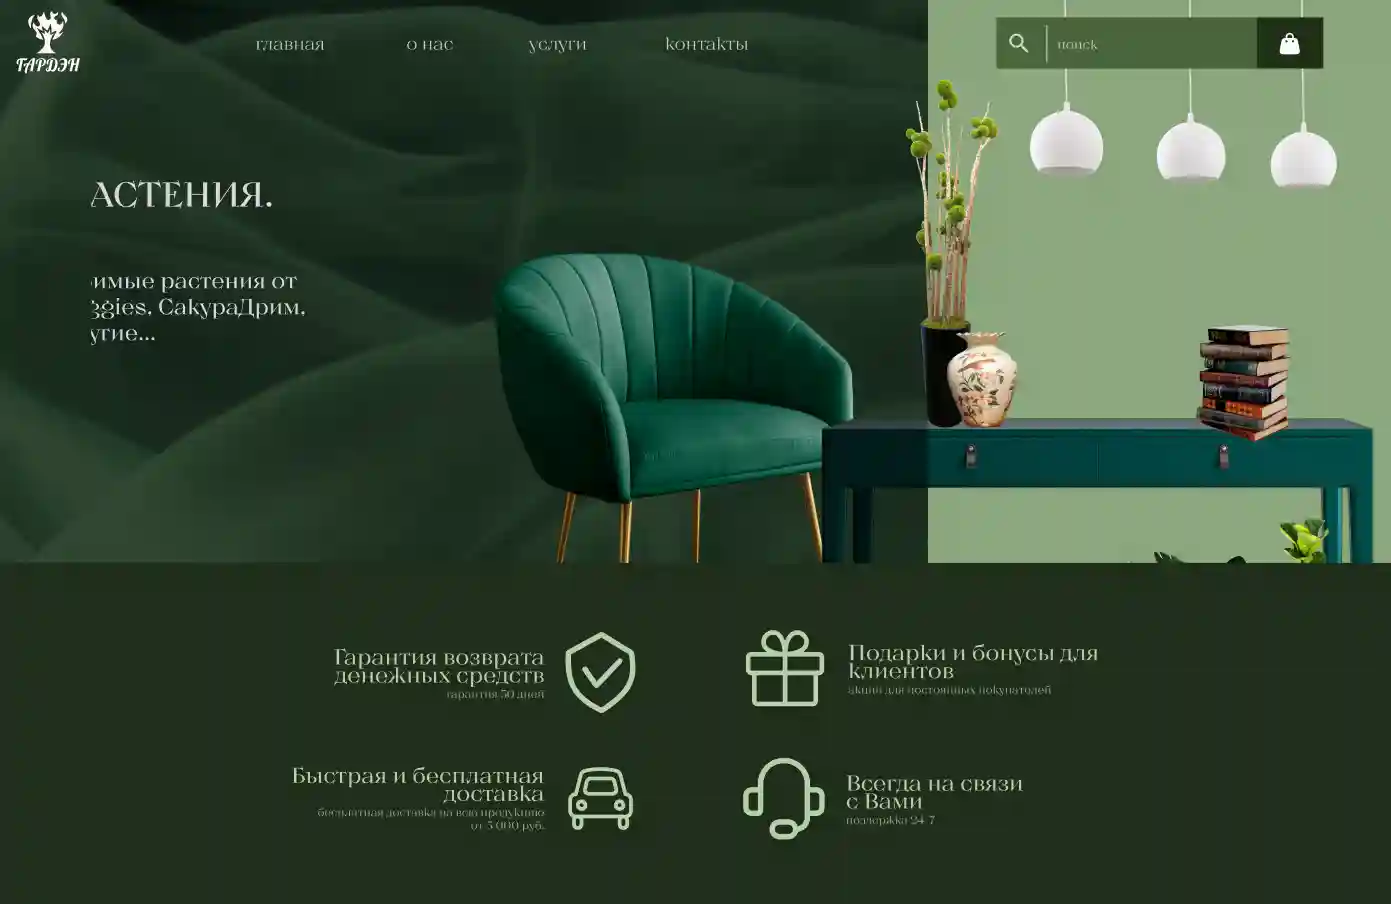 ГАРДЭН
главная о нас услуги контакты
поиск
АСТЕНИЯ.
имые растения от
ggies, СакураДрим,
угие...
Гарантия возврата
денежных средств
гарантия 50 дней
Подарки и бонусы для
клиентов
акции для постоянных покупателей
Быстрая и бесплатная
доставка
бесплатная доставка на всю продукцию
от 5 000 руб.
Всегда на связи
с Вами
поддержка 24/7